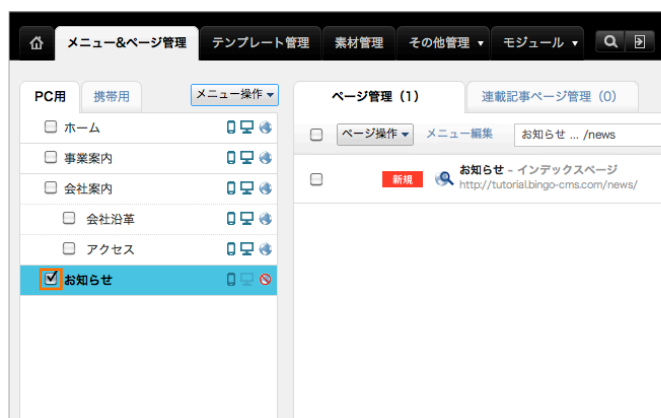 メニュー&ページ管理 テンプレート管理 素材管理 その他管理 ▼ モジュール ▼
PC用 携帯用 メニュー操作▼
ホーム
事業案内
会社案内
会社沿革
アクセス
お知らせ
ページ管理（1） 連載記事ページ管理（0）
ページ操作▼ メニュー編集 お知らせ ... /news
新規 お知らせ - インデックスページ
http://tutorial.bingo-cms.com/news/